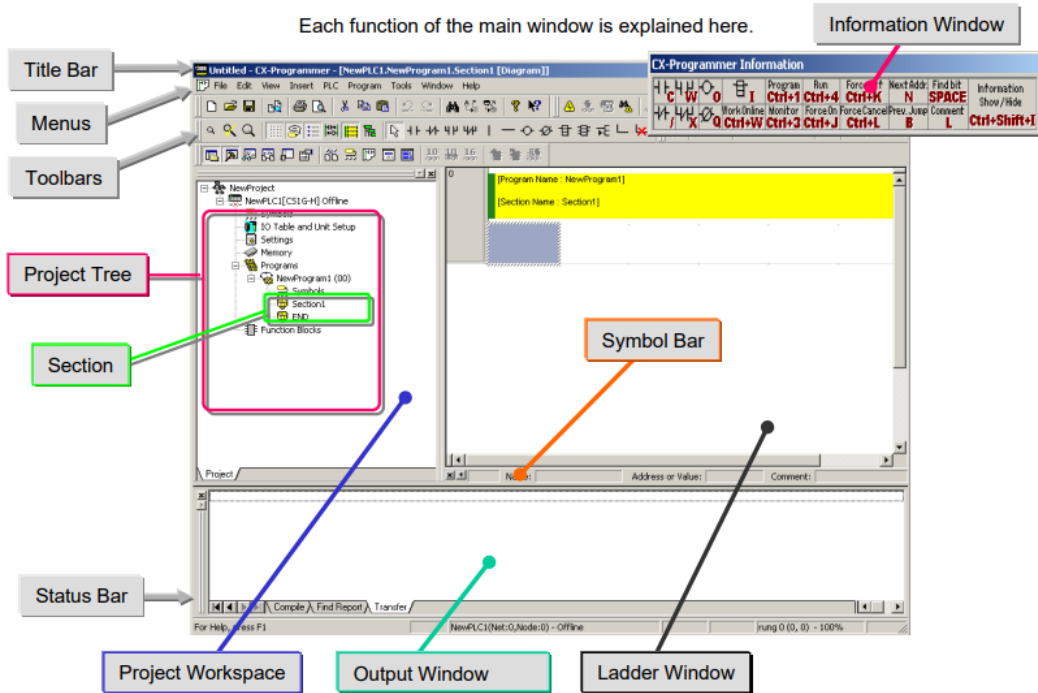 Each function of the main window is explained here.
Information Window
Title Bar
Menus
Toolbars
Project Tree
Section
Symbol Bar
Status Bar
Project Workspace
Output Window
Ladder Window
Untitled - CX-Programmer - [NewPLC1.NewProgram1.Section1 [Diagram]]
File Edit View Insert PLC Program Tools Window Help
CX-Programmer Information
C W O I Program Run Next Addr. Find bit Information
Ctrl+1 Ctrl+4 Ctrl+K N SPACE Show/Hide
/ X Q Work Online Monitor Force On Force Cancel Prev. Jump Comment
Ctrl+W Ctrl+3 Ctrl+J Ctrl+L B L Ctrl+Shift+I
10 16
NewProject
NewPLC1[CS1G-H] Offline
Symbols
IO Table and Unit Setup
Settings
Memory
Programs
NewProgram1 (00)
Symbols
Section1
END
Function Blocks
Project
0
[Program Name : NewProgram1]
[Section Name : Section1]
Address or Value:
Comment:
Compile Find Report Transfer
For Help, press F1
NewPLC1(Net:0,Node:0) - Offline
rung 0 (0, 0) - 100%